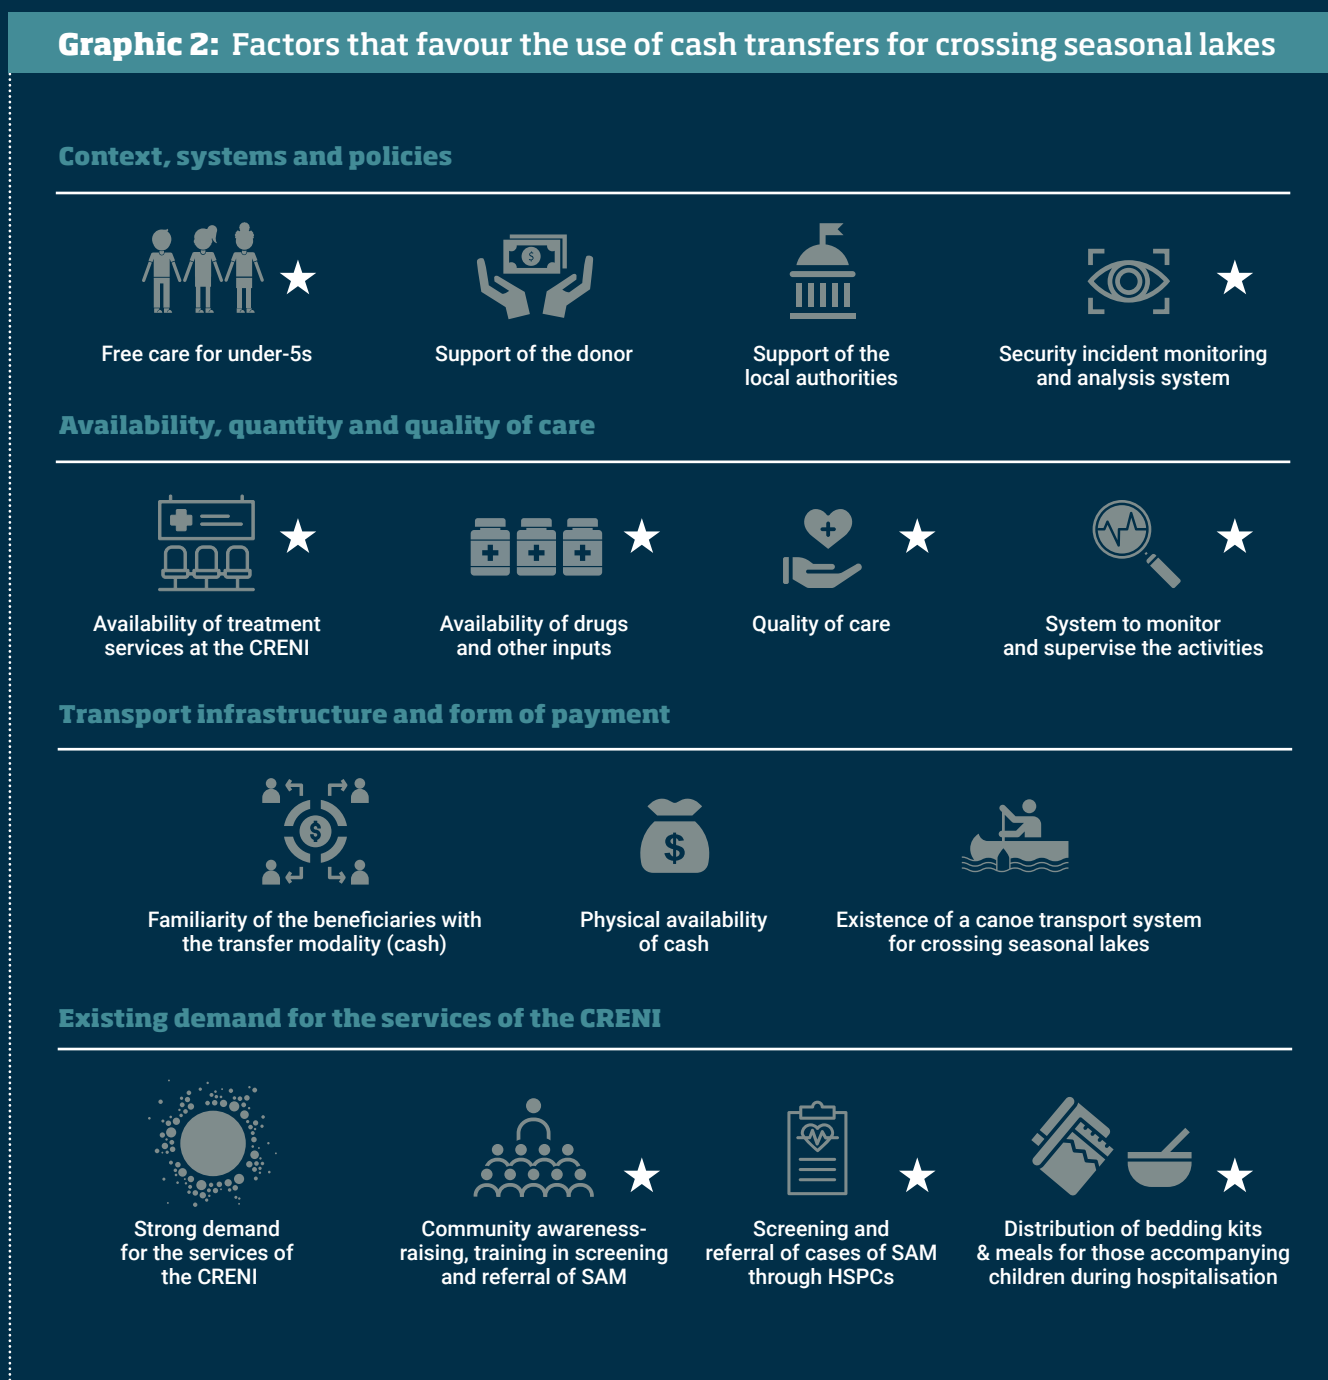 Graphic 2: Factors that favour the use of cash transfers for crossing seasonal lakes
Context, systems and policies
Free care for under-5s
Support of the donor
Support of the
local authorities
Security incident monitoring
and analysis system
Availability, quantity and quality of care
Availability of treatment
services at the CRENI
Availability of drugs
and other inputs
Quality of care
System to monitor
and supervise the activities
Transport infrastructure and form of payment
Familiarity of the beneficiaries with
the transfer modality (cash)
Physical availability
of cash
Existence of a canoe transport system
for crossing seasonal lakes
Existing demand for the services of the CRENI
Strong demand
for the services of
the CRENI
Community awareness-
raising, training in screening
and referral of SAM
Screening and
referral of cases of SAM
through HSPCs
Distribution of bedding kits
& meals for those accompanying
children during hospitalisation